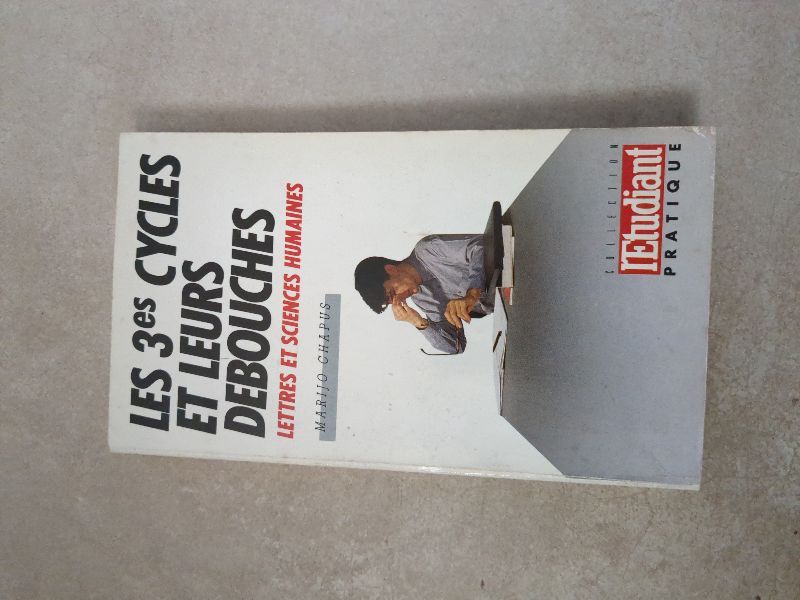 LES 3es CYCLES
ET LEURS
DEBOUCHES
LETTRES ET SCIENCES HUMAINES
MARIJO CHAPUS
COLLECTION
l'Etudiant
PRATIQUE